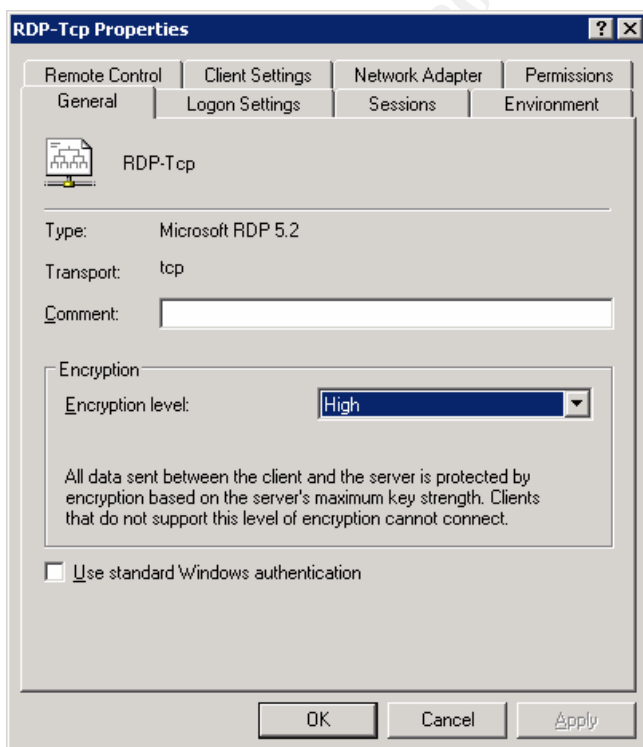 RDP-Tcp Properties
Remote Control Client Settings Network Adapter Permissions
General Logon Settings Sessions Environment
RDP-Tcp
Type: Microsoft RDP 5.2
Transport: tcp
Comment:
Encryption
Encryption level: High
All data sent between the client and the server is protected by
encryption based on the server's maximum key strength. Clients
that do not support this level of encryption cannot connect.
Use standard Windows authentication
OK Cancel Apply